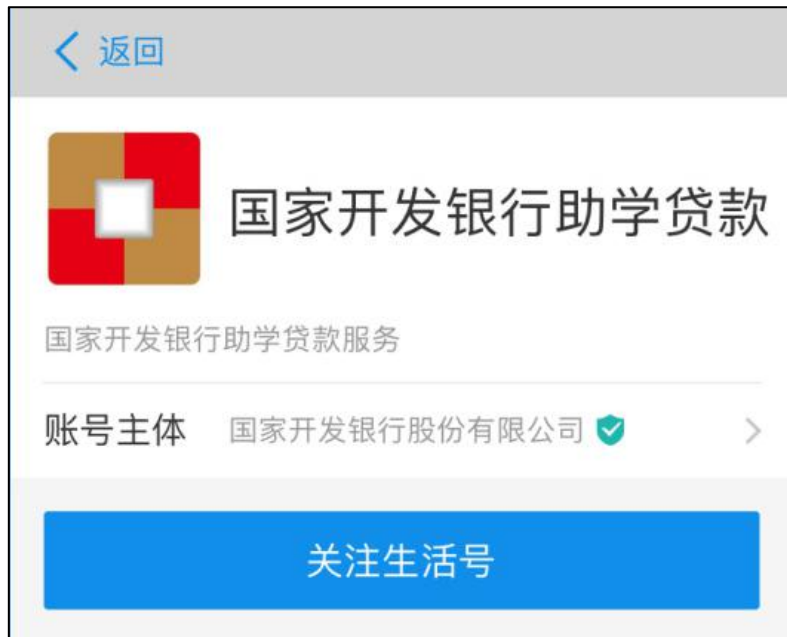 返回
国家开发银行助学贷款
国家开发银行助学贷款服务
账号主体 国家开发银行股份有限公司
关注生活号